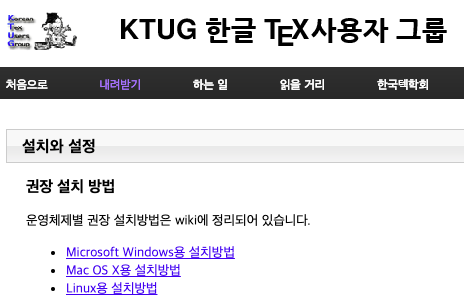 Korean
TeX
Users
Group
KTUG 한글 TEX사용자 그룹
처음으로 내려받기 하는 일 읽을 거리 한국텍학회
설치와 설정
권장 설치 방법
운영체제별 권장 설치방법은 wiki에 정리되어 있습니다.
Microsoft Windows용 설치방법
Mac OS X용 설치방법
Linux용 설치방법